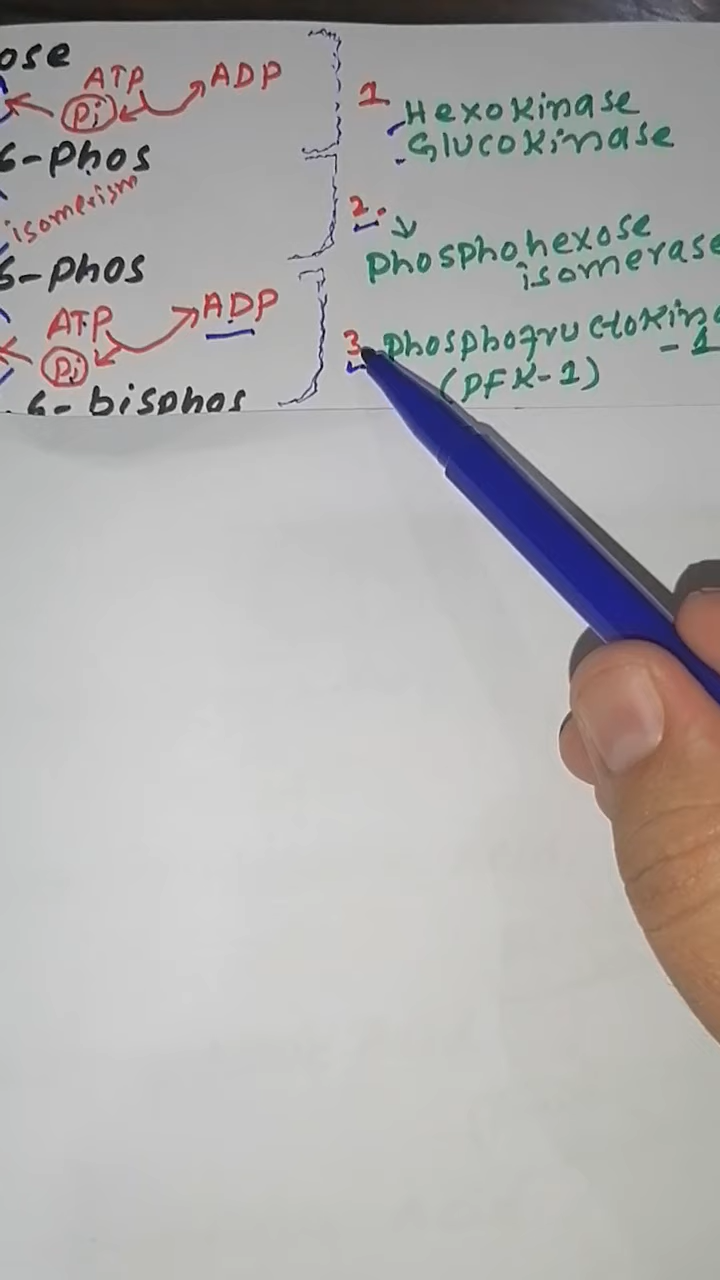 ose
ATP ADP
Pi
6-Phos
isomerism
6-Phos
ATP ADP
Pi
6-bisphos
1 Hexokinase
Glucokinase
2.
phosphohexose
isomerase
3 phosphofructokin
-1
(PFK-1)